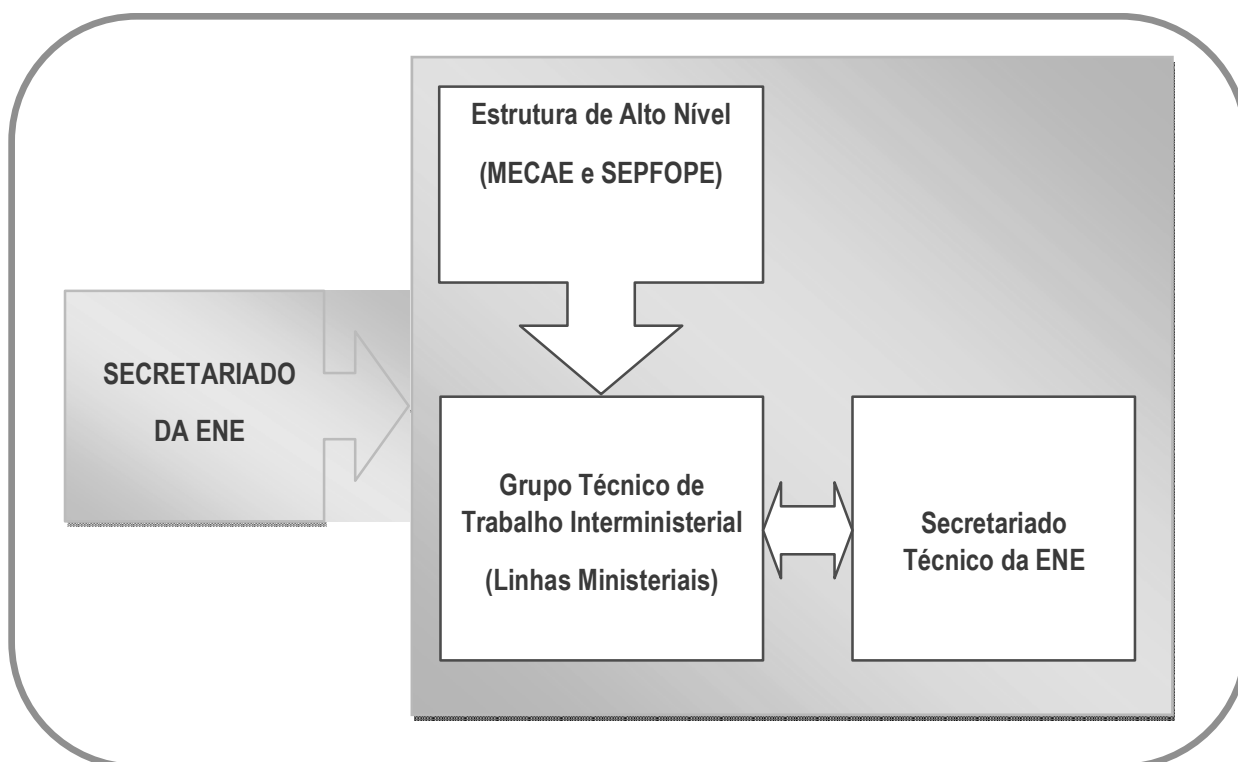 Estrutura de Alto Nível
(MECAE e SEPFOPE)
SECRETARIADO
DA ENE
Grupo Técnico de
Trabalho Interministerial
(Linhas Ministeriais)
Secretariado
Técnico da ENE